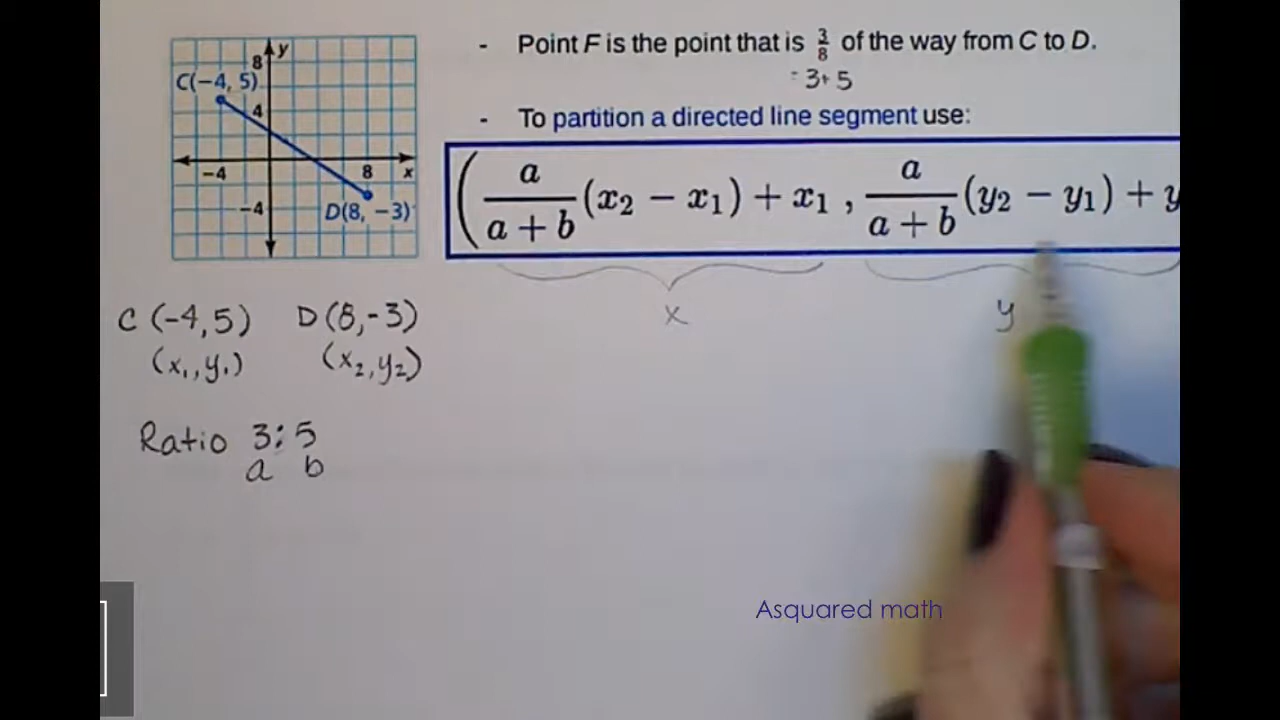 y
8
C(−4, 5)
4
−4
8
x
−4
D(8, −3)
- Point F is the point that is 3/8 of the way from C to D.
= 3+5
- To partition a directed line segment use:
( a/(a + b) (x₂ − x₁) + x₁ , a/(a + b) (y₂ − y₁) + y
x
y
C (-4,5) D (8,-3)
(x₁,y₁) (x₂,y₂)
Ratio 3:5
a b
Asquared math